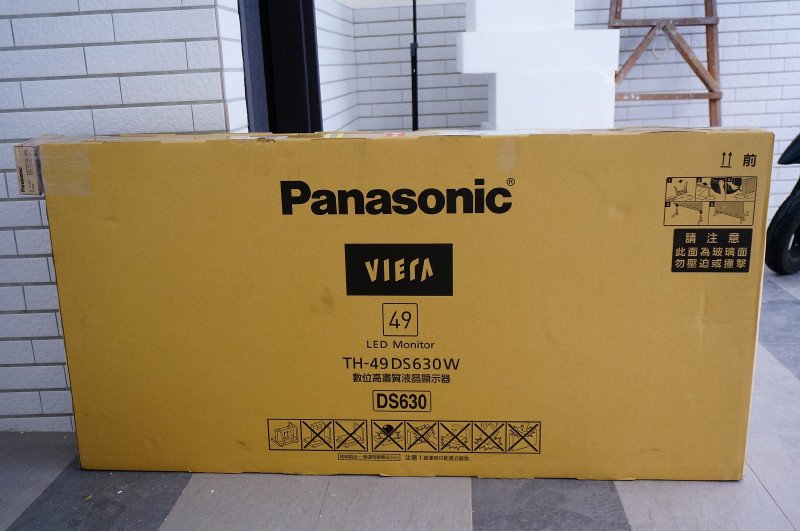 前
Panasonic®
請 注 意
此面為玻璃面
勿壓迫或撞擊
VIERA
49
LED Monitor
TH-49DS630W
數位高畫質液晶顯示器
DS630